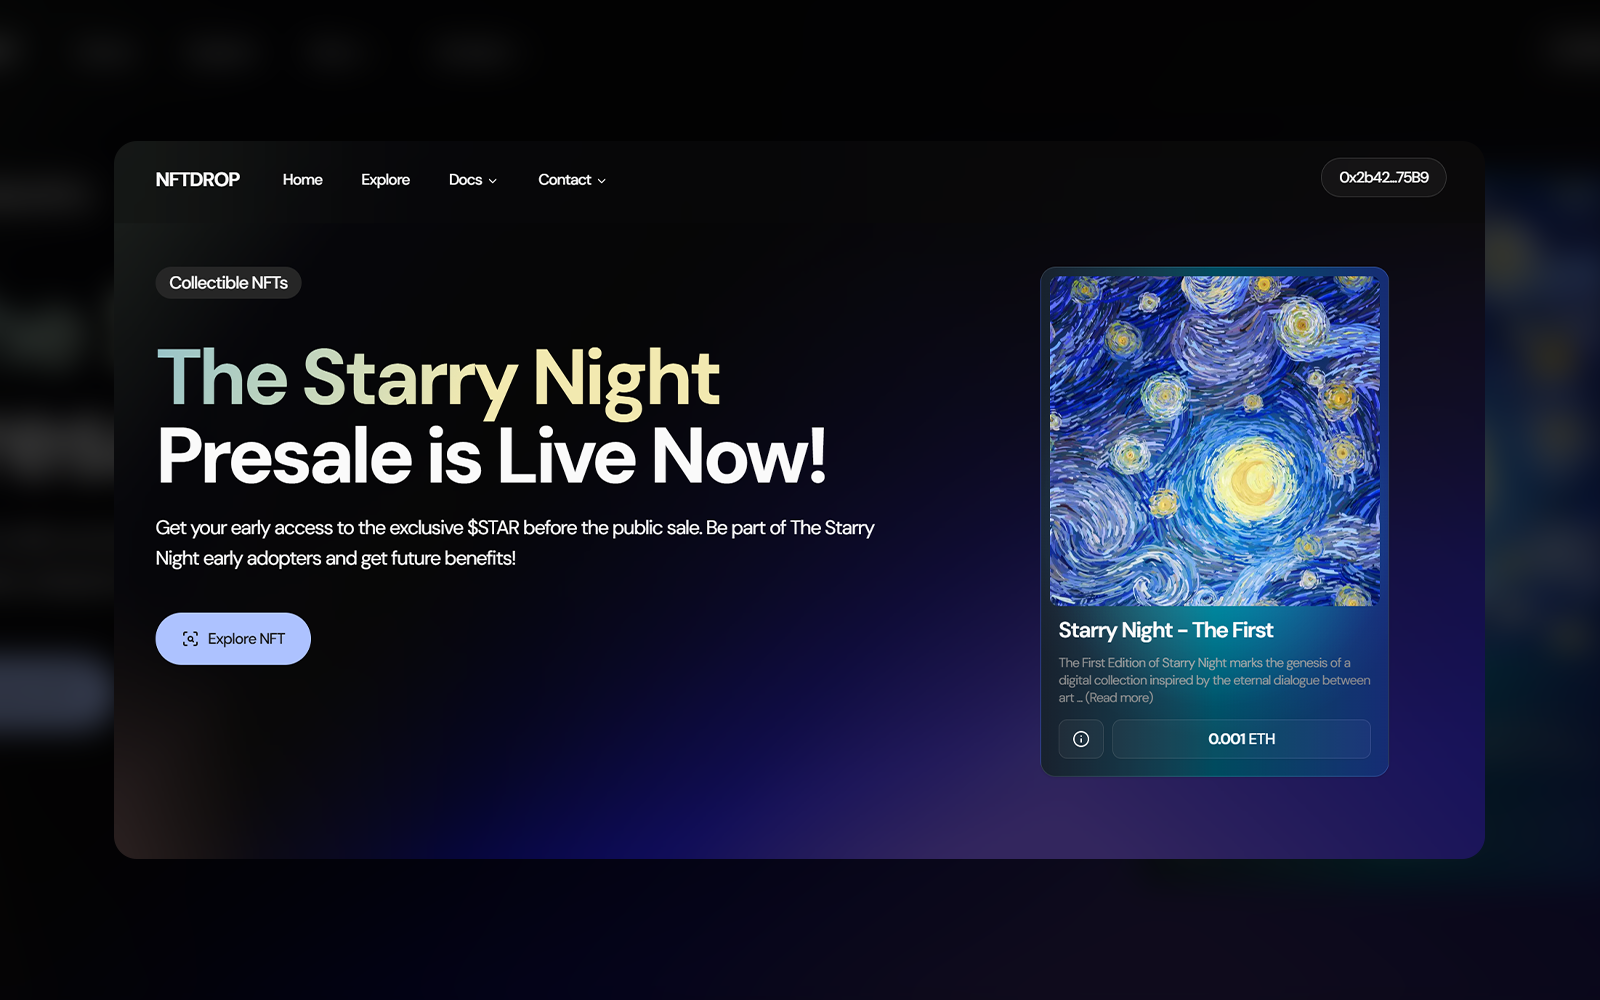 NFTDROP Home Explore Docs Contact 0x2b42...75B9
Collectible NFTs
The Starry Night
Presale is Live Now!
Get your early access to the exclusive $STAR before the public sale. Be part of The Starry
Night early adopters and get future benefits!
Explore NFT
Starry Night - The First
The First Edition of Starry Night marks the genesis of a
digital collection inspired by the eternal dialogue between
art ... (Read more)
0.001 ETH